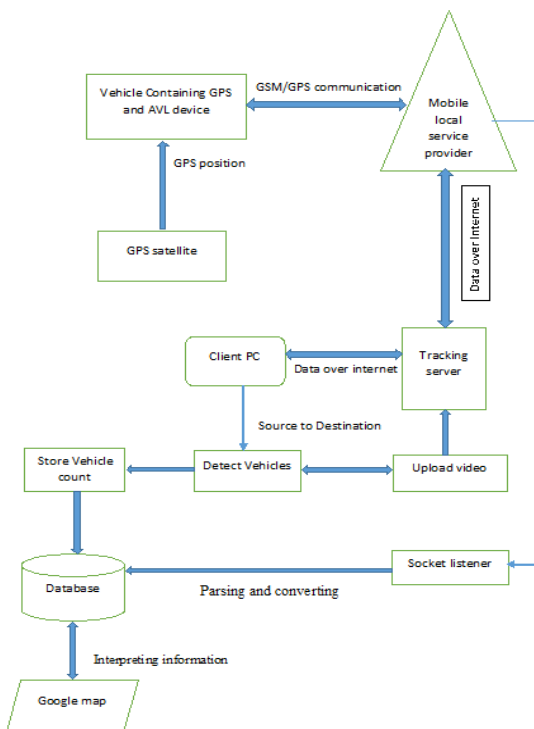 Vehicle Containing GPS
and AVL device
GSM/GPS communication
Mobile
local
service
provider
GPS position
GPS satellite
Data over Internet
Client PC
Data over internet
Tracking
server
Source to Destination
Store Vehicle
count
Detect Vehicles
Upload video
Socket listener
Database
Parsing and converting
Interpreting information
Google map